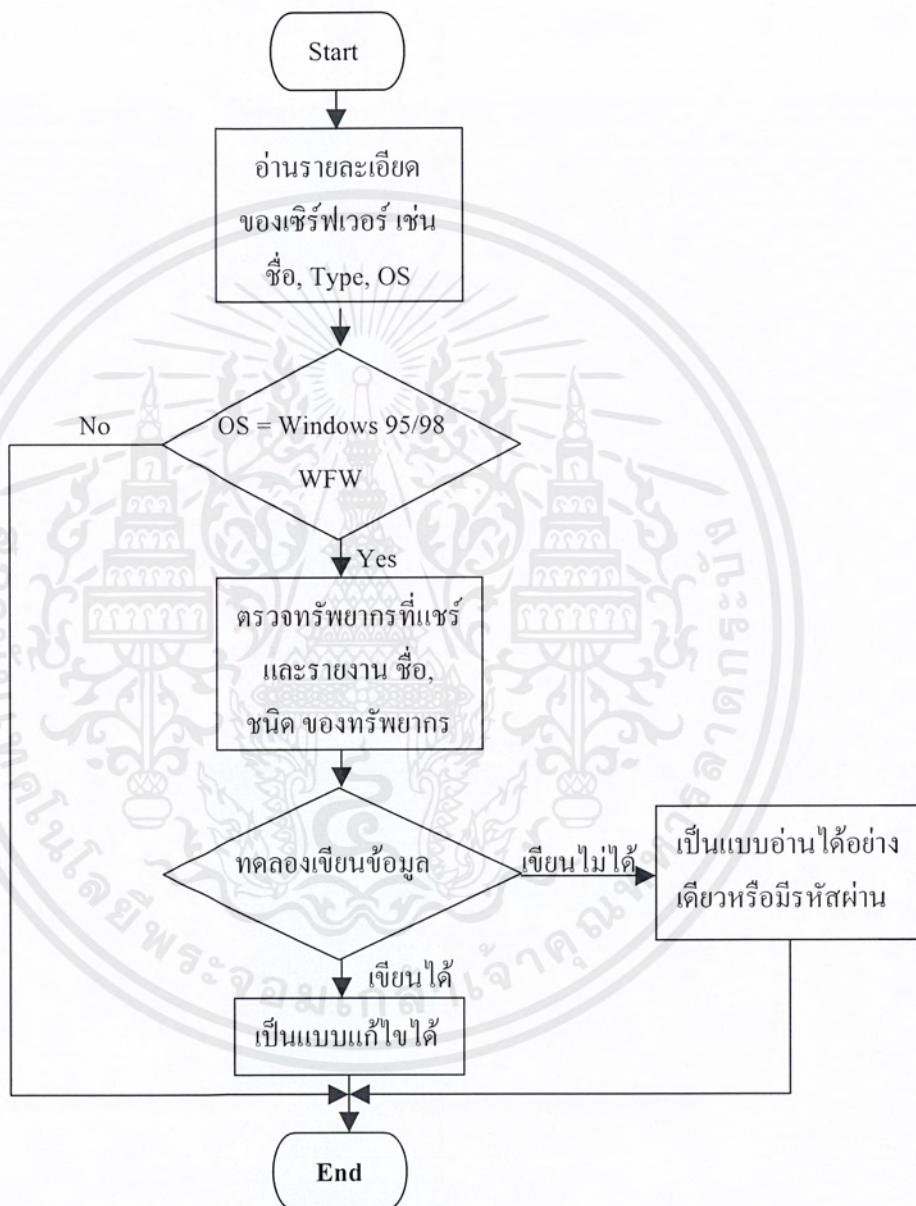 Start
อ่านรายละเอียด
ของเซิร์ฟเวอร์ เช่น
ชื่อ, Type, OS
No
OS = Windows 95/98
WFW
Yes
ตรวจทรัพยากรที่แชร์
และรายงาน ชื่อ,
ชนิด ของทรัพยากร
ทดลองเขียนข้อมูล
เขียนไม่ได้
เป็นแบบอ่านได้อย่าง
เดียวหรือมีรหัสผ่าน
เขียนได้
เป็นแบบแก้ไขได้
End